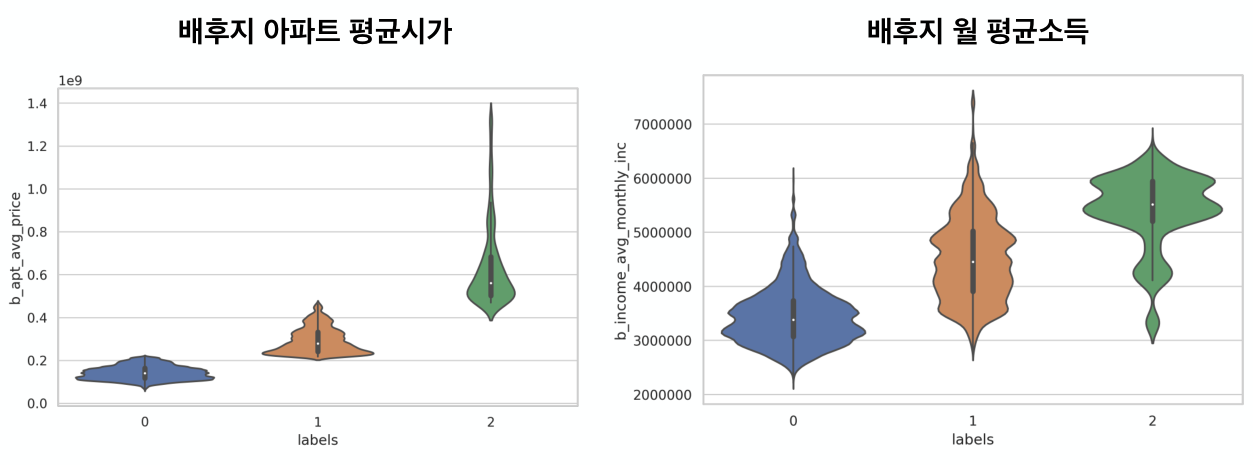 배후지 아파트 평균시가
1e9
1.4
1.2
1.0
0.8
0.6
0.4
0.2
0.0
b_apt_avg_price
0 1 2
labels
배후지 월 평균소득
7000000
6000000
5000000
4000000
3000000
2000000
b_income_avg_monthly_inc
0 1 2
labels